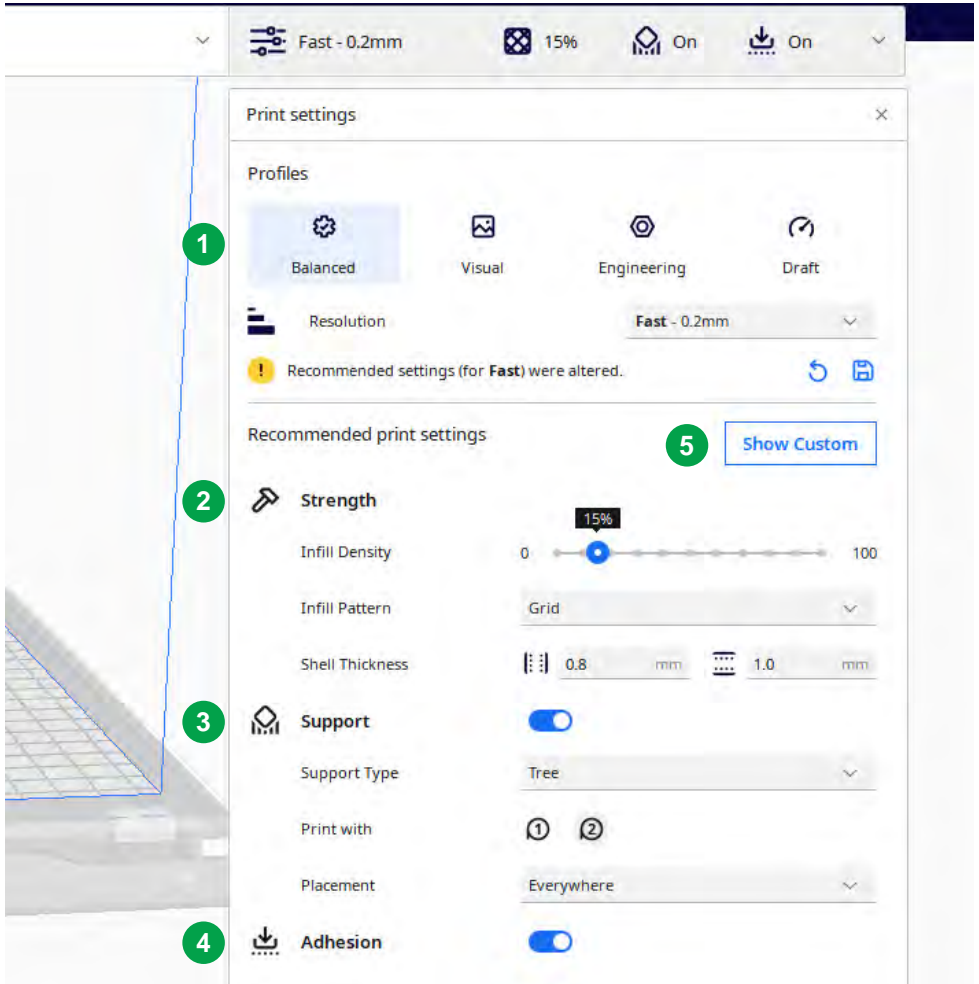 Fast - 0.2mm 15% On On
Print settings
Profiles
1
Balanced Visual Engineering Draft
Resolution Fast - 0.2mm
! Recommended settings (for Fast) were altered.
Recommended print settings 5 Show Custom
2 Strength
15%
Infill Density 0 100
Infill Pattern Grid
Shell Thickness 0.8 mm 1.0 mm
3 Support
Support Type Tree
Print with 1 2
Placement Everywhere
4 Adhesion